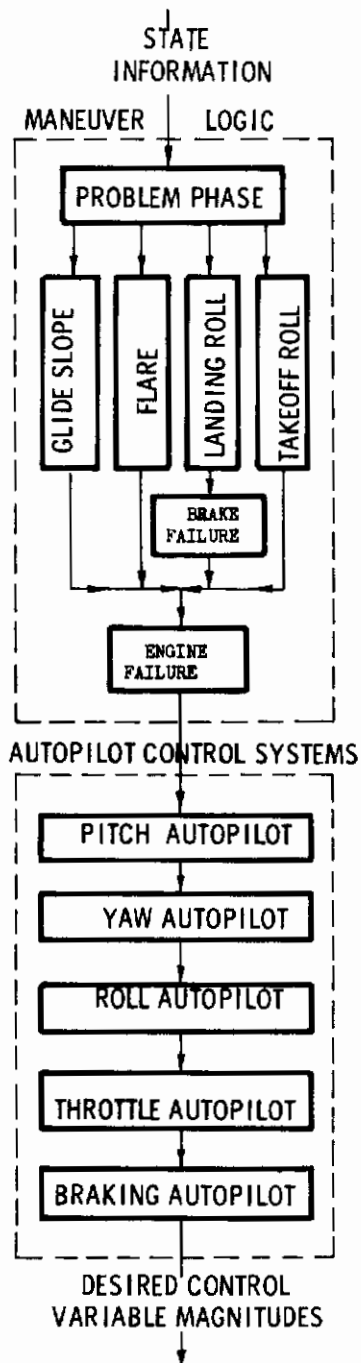 STATE
INFORMATION
MANEUVER LOGIC
PROBLEM PHASE
GLIDE SLOPE
FLARE
LANDING ROLL
TAKEOFF ROLL
BRAKE
FAILURE
ENGINE
FAILURE
AUTOPILOT CONTROL SYSTEMS
PITCH AUTOPILOT
YAW AUTOPILOT
ROLL AUTOPILOT
THROTTLE AUTOPILOT
BRAKING AUTOPILOT
DESIRED CONTROL
VARIABLE MAGNITUDES